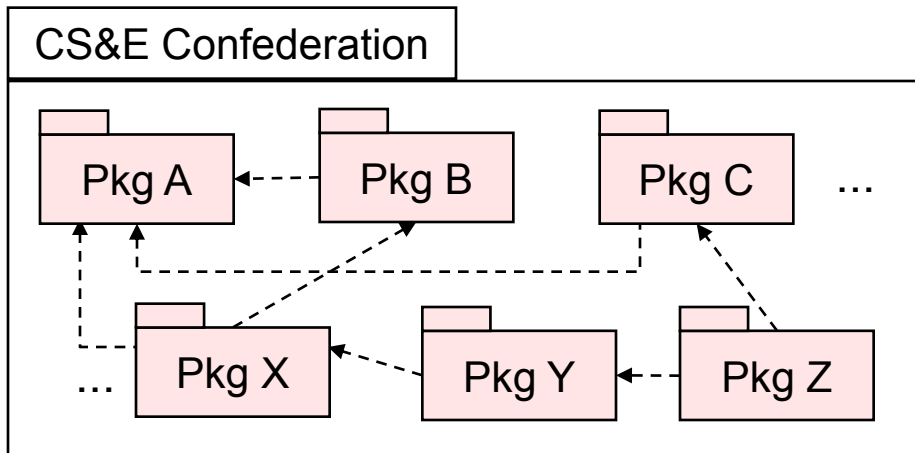 CS&E Confederation
Pkg A
Pkg B
Pkg C
...
Pkg X
Pkg Y
Pkg Z
...